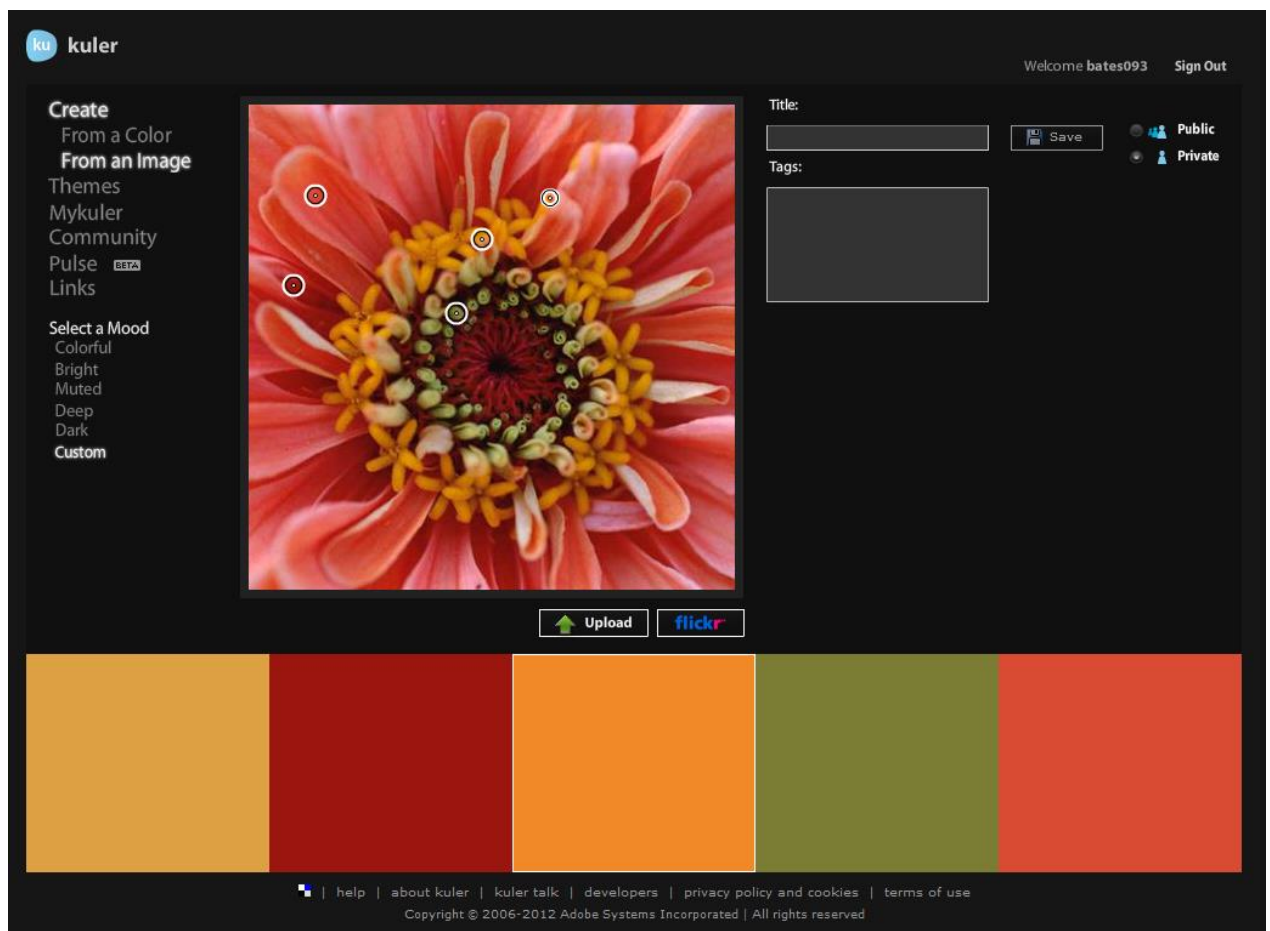 ku kuler
Welcome bates093 Sign Out
Create
From a Color
From an Image
Themes
Mykuler
Community
Pulse BETA
Links
Select a Mood
Colorful
Bright
Muted
Deep
Dark
Custom
Title:
Save
Public
Private
Tags:
Upload
flickr
| help | about kuler | kuler talk | developers | privacy policy and cookies | terms of use
Copyright © 2006-2012 Adobe Systems Incorporated | All rights reserved